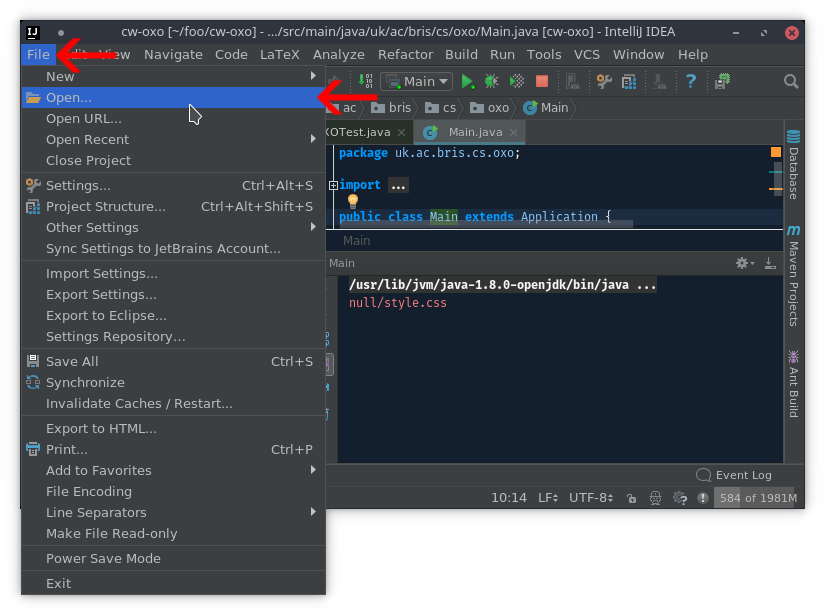 IJ
cw-oxo [~/foo/cw-oxo] - .../src/main/java/uk/ac/bris/cs/oxo/Main.java [cw-oxo] - IntelliJ IDEA
File View Navigate Code LaTeX Analyze Refactor Build Run Tools VCS Window Help
Main
New
ac bris cs oxo Main
Open...
Open URL...
XOTest.java Main.java
Open Recent
Close Project
package uk.ac.bris.cs.oxo;
import ...
public class Main extends Application {
Main
Settings... Ctrl+Alt+S
Project Structure... Ctrl+Alt+Shift+S
Other Settings
Sync Settings to JetBrains Account...
Import Settings...
Export Settings...
Export to Eclipse...
Settings Repository...
Save All Ctrl+S
Synchronize
Invalidate Caches / Restart...
Export to HTML...
Print... Ctrl+P
Add to Favorites
File Encoding
Line Separators
Make File Read-only
Power Save Mode
Exit
Main
/usr/lib/jvm/java-1.8.0-openjdk/bin/java ...
null/style.css
Database
m
Maven Projects
Ant Build
Event Log
10:14 LF UTF-8 584 of 1981M